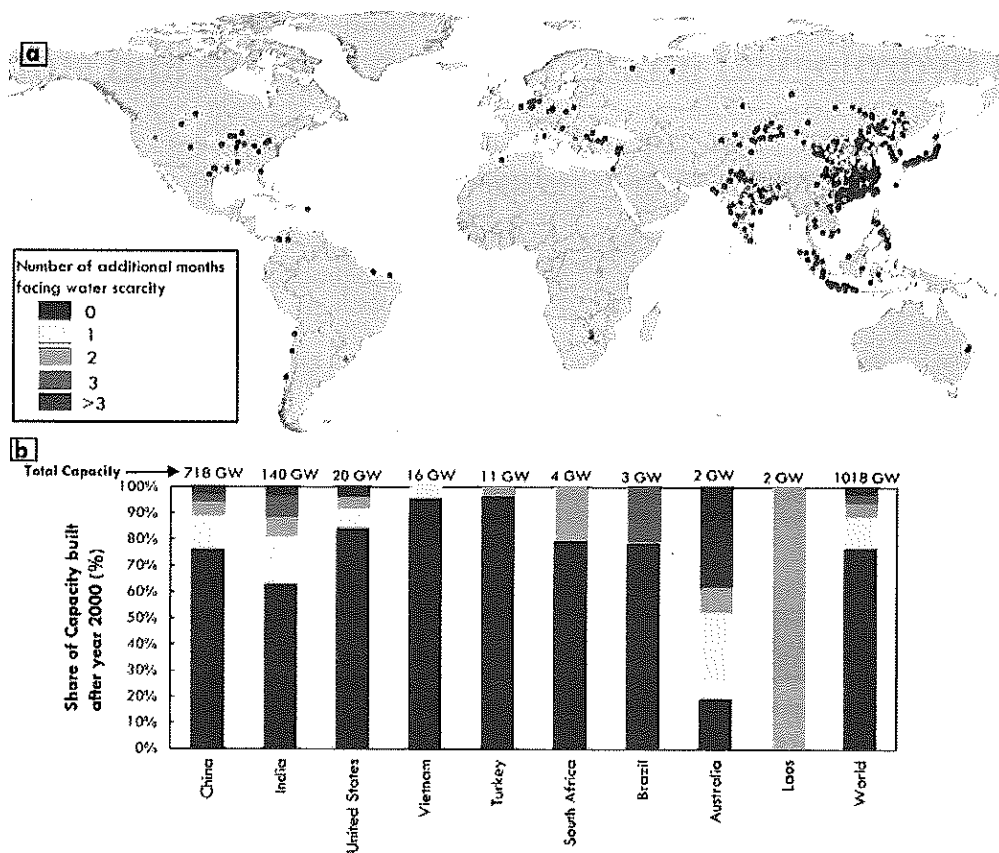 a
Number of additional months
facing water scarcity
0
1
2
3
>3
b
Total Capacity
718 GW
140 GW
20 GW
16 GW
11 GW
4 GW
3 GW
2 GW
2 GW
1018 GW
Share of Capacity built
after year 2000 (%)
100%
90%
80%
70%
60%
50%
40%
30%
20%
10%
0%
China
India
United States
Vietnam
Turkey
South Africa
Brazil
Australia
Laos
World